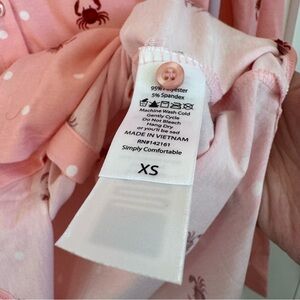 95% Polyester
5% Spandex
Machine Wash Cold
Gently Cycle
Do Not Bleach
Hang Dry
or you'll be sad
MADE IN VIETNAM
RN#142161
Simply Comfortable
XS